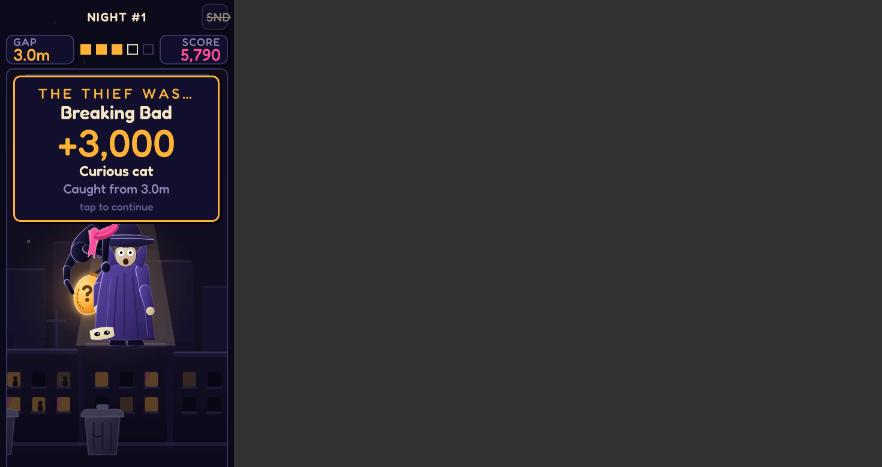 NIGHT #1
SND
GAP
3.0m
SCORE
5,790
THE THIEF WAS...
Breaking Bad
+3,000
Curious cat
Caught from 3.0m
tap to continue
?